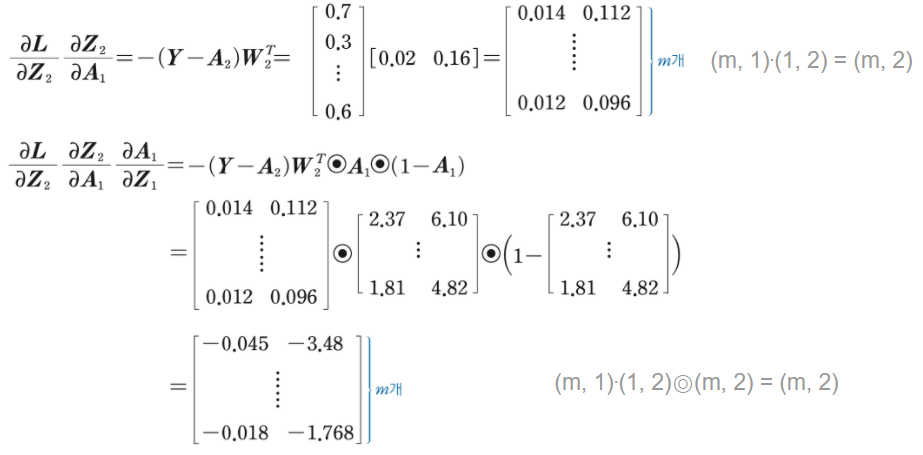 ∂L/∂Z₂ ∂Z₂/∂A₁ = −(Y−A₂)W₂ᵀ = [0.7 0.3 ⋮ 0.6] [0.02 0.16] = [0.014 0.112 ⋮ 0.012 0.096] m개 (m, 1)·(1, 2) = (m, 2)
∂L/∂Z₂ ∂Z₂/∂A₁ ∂A₁/∂Z₁ = −(Y−A₂)W₂ᵀ⊙A₁⊙(1−A₁)
= [0.014 0.112 ⋮ 0.012 0.096] ⊙ [2.37 6.10 ⋮ 1.81 4.82] ⊙ (1− [2.37 6.10 ⋮ 1.81 4.82])
= [−0.045 −3.48 ⋮ −0.018 −1.768] m개 (m, 1)·(1, 2)◎(m, 2) = (m, 2)